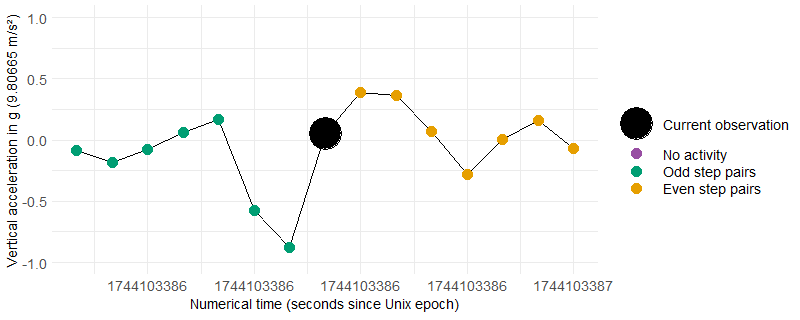 Vertical acceleration in g (9.80665 m/s²)
1.0
0.5
0.0
-0.5
-1.0
1744103386 1744103386 1744103386 1744103386 1744103387
Numerical time (seconds since Unix epoch)
Current observation
No activity
Odd step pairs
Even step pairs